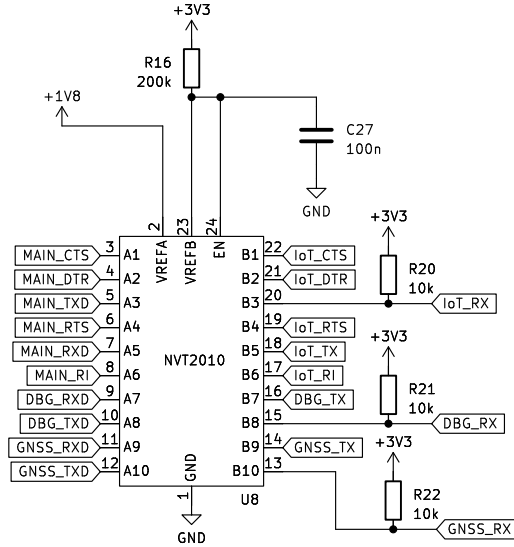 +3V3
R16
200k
+1V8
C27
100n
GND
2 VREFA
23 VREFB
24 EN
+3V3
MAIN_CTS 3 A1 B1 22 IoT_CTS
MAIN_DTR 4 A2 B2 21 IoT_DTR
R20
10k
MAIN_TXD 5 A3 B3 20 IoT_RX
MAIN_RTS 6 A4 B4 19 IoT_RTS
+3V3
MAIN_RXD 7 A5 NVT2010 B5 18 IoT_TX
MAIN_RI 8 A6 B6 17 IoT_RI
R21
10k
DBG_RXD 9 A7 B7 16 DBG_TX
DBG_TXD 10 A8 B8 15 DBG_RX
GNSS_RXD 11 A9 B9 14 GNSS_TX
+3V3
GNSS_TXD 12 A10 GND B10 13
1
U8
R22
10k
GNSS_RX
GND